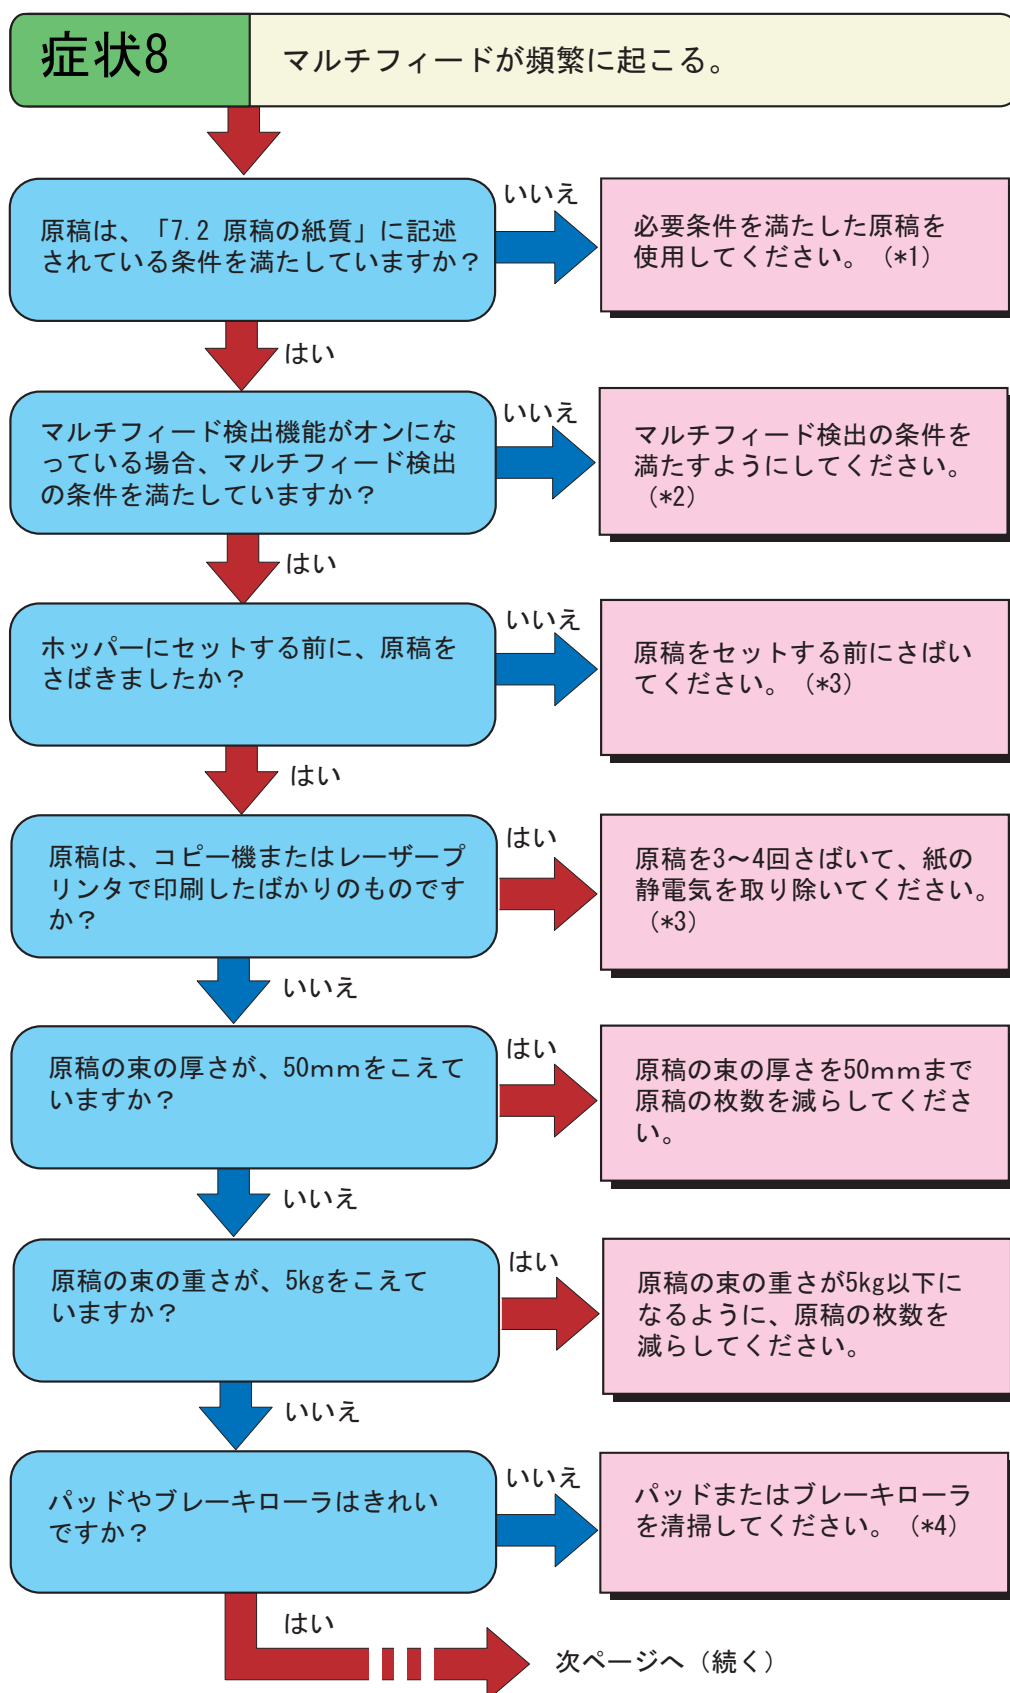 症状8
マルチフィードが頻繁に起こる。
いいえ
原稿は、「7.2 原稿の紙質」に記述
されている条件を満たしていますか？
必要条件を満たした原稿を
使用してください。（*1）
はい
いいえ
マルチフィード検出機能がオンにな
っている場合、マルチフィード検出
の条件を満たしていますか？
マルチフィード検出の条件を
満たすようにしてください。
（*2）
はい
いいえ
ホッパーにセットする前に、原稿を
さばきましたか？
原稿をセットする前にさばい
てください。（*3）
はい
はい
原稿は、コピー機またはレーザープ
リンタで印刷したばかりのものです
か？
原稿を3～4回さばいて、紙の
静電気を取り除いてください。
（*3）
いいえ
はい
原稿の束の厚さが、50ｍｍをこえて
いますか？
原稿の束の厚さを50ｍｍまで
原稿の枚数を減らしてくださ
い。
いいえ
はい
原稿の束の重さが、5kgをこえて
いますか？
原稿の束の重さが5kg以下に
なるように、原稿の枚数を
減らしてください。
いいえ
いいえ
パッドやブレーキローラはきれい
ですか？
パッドまたはブレーキローラ
を清掃してください。（*4）
はい
次ページへ（続く）